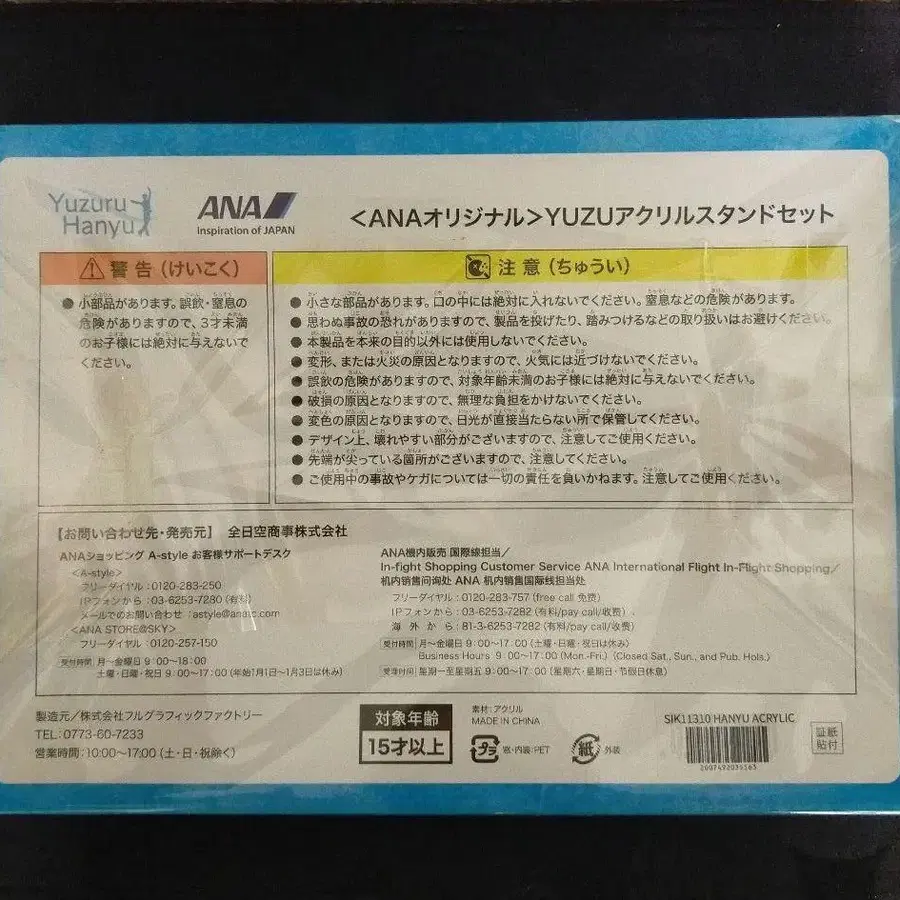 Yuzuru
Hanyu
ANA
Inspiration of JAPAN
<ANAオリジナル>YUZUアクリルスタンドセット
警告（けいこく）
●小部品があります。誤飲・窒息の
危険がありますので、3才未満
のお子様には絶対に与えないで
ください。
注意（ちゅうい）
●小さな部品があります。口の中には絶対に入れないでください。窒息などの危険があります。
●思わぬ事故の恐れがありますので、製品を投げたり、踏みつけるなどの取り扱いはお避けください。
●本製品を本来の目的以外には使用しないでください。
●変形、または火災の原因となりますので、火気には近づけないでください。
●誤飲の危険がありますので、対象年齢未満のお子様には絶対に与えないでください。
●破損の原因となりますので、無理な負担をかけないでください。
●変色の原因となりますので、日光が直接当たらない所で保管してください。
●デザイン上、壊れやすい部分がございますので、注意してご使用ください。
●先端が尖っている箇所がございますので、注意してください。
●ご使用中の事故やケガについては一切の責任を負いかねます。注意してご使用ください。
【お問い合わせ先・発売元】 全日空商事株式会社
ANAショッピング A-style お客様サポートデスク
<A-style>
フリーダイヤル：0120-283-250
IPフォンから：03-6253-7280（有料）
メールでのお問い合わせ：astyle@anatc.com
<ANA STORE@SKY>
フリーダイヤル：0120-257-150
受付時間 月～金曜日 9：00～18：00
土曜・日曜・祝日 9：00～17：00（年始1月1日～1月3日は休み）
ANA機内販売 国際線担当／
In-fight Shopping Customer Service ANA International Flight In-Flight Shopping／
机内销售问询处 ANA 机内销售国际线担当处
フリーダイヤル：0120-283-757 (free call 免费)
IPフォンから：03-6253-7282 (有料/pay call/收费)、
海外から：81-3-6253-7282 (有料/pay call/收费)
受付時間 月～金曜日 9：00～17：00（土曜・日曜・祝日は休み）
Business Hours 9：00～17：00 (Mon.-Fri.) (Closed Sat., Sun., and Pub. Hols.)
受理时间 星期一至星期五 9：00～17：00（星期六・星期日・节假日休息）
製造元／株式会社フルグラフィックファクトリー
TEL：0773-60-7233
営業時間：10:00～17:00（土・日・祝除く）
対象年齢
15才以上
素材：アクリル
MADE IN CHINA
プラ 窓・内装：PET
紙 外装
SIK11310 HANYU ACRYLIC
証紙
貼付